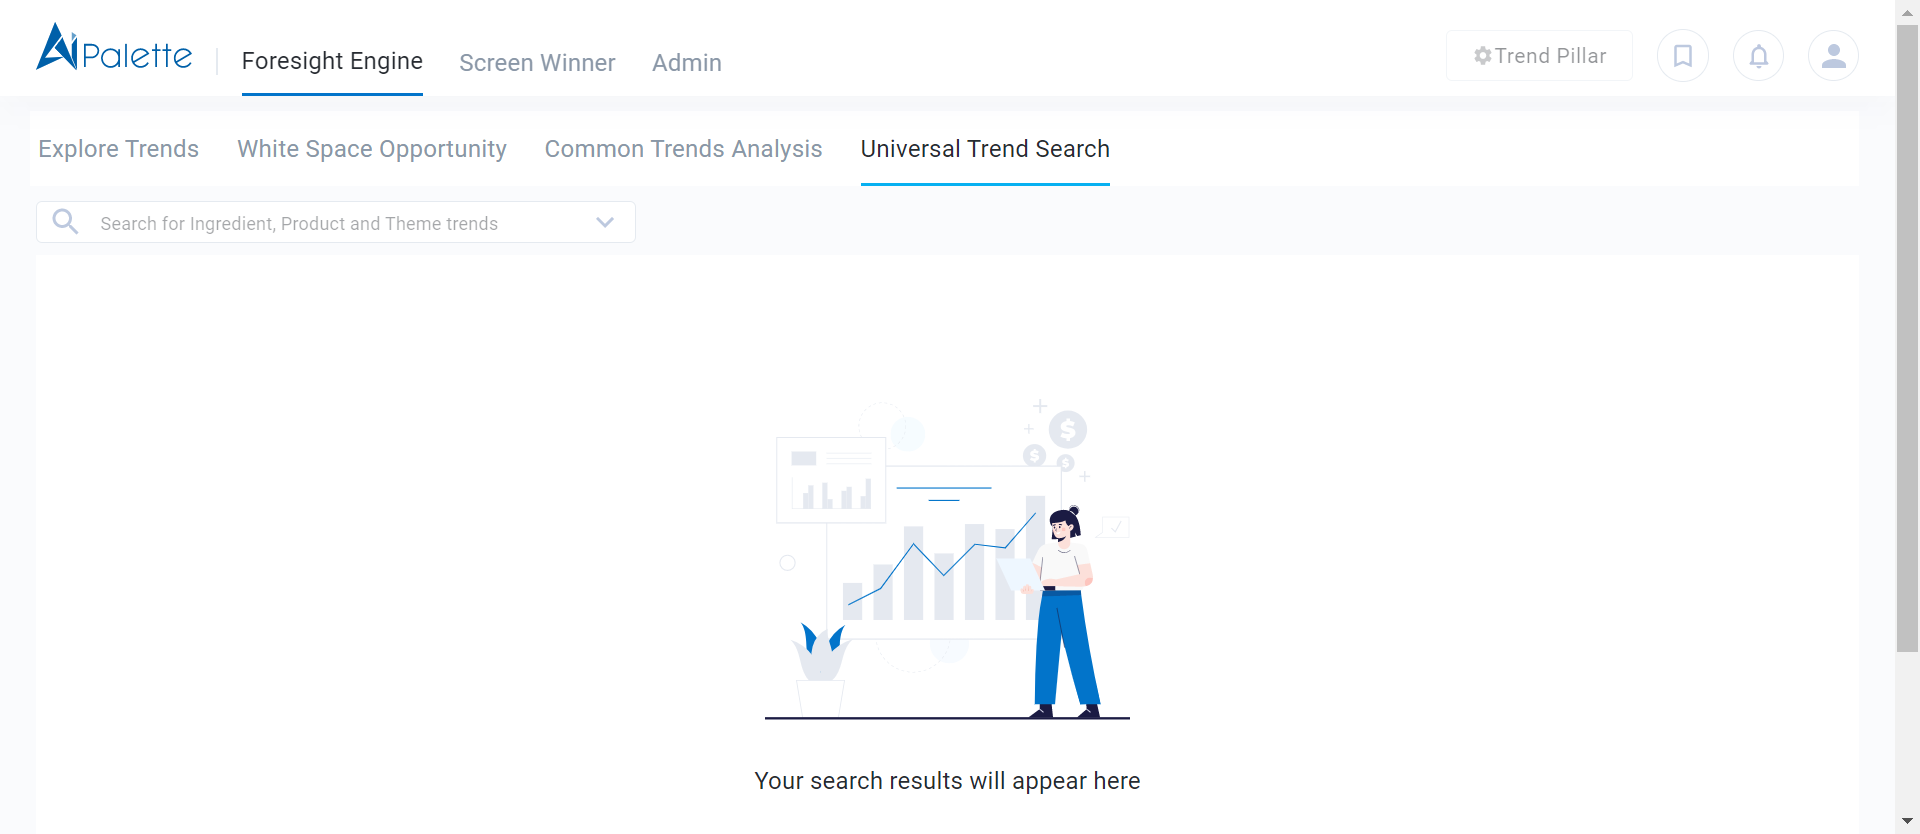 AiPalette
Foresight Engine
Screen Winner
Admin
Trend Pillar
Explore Trends
White Space Opportunity
Common Trends Analysis
Universal Trend Search
Search for Ingredient, Product and Theme trends
$
$
$
Your search results will appear here